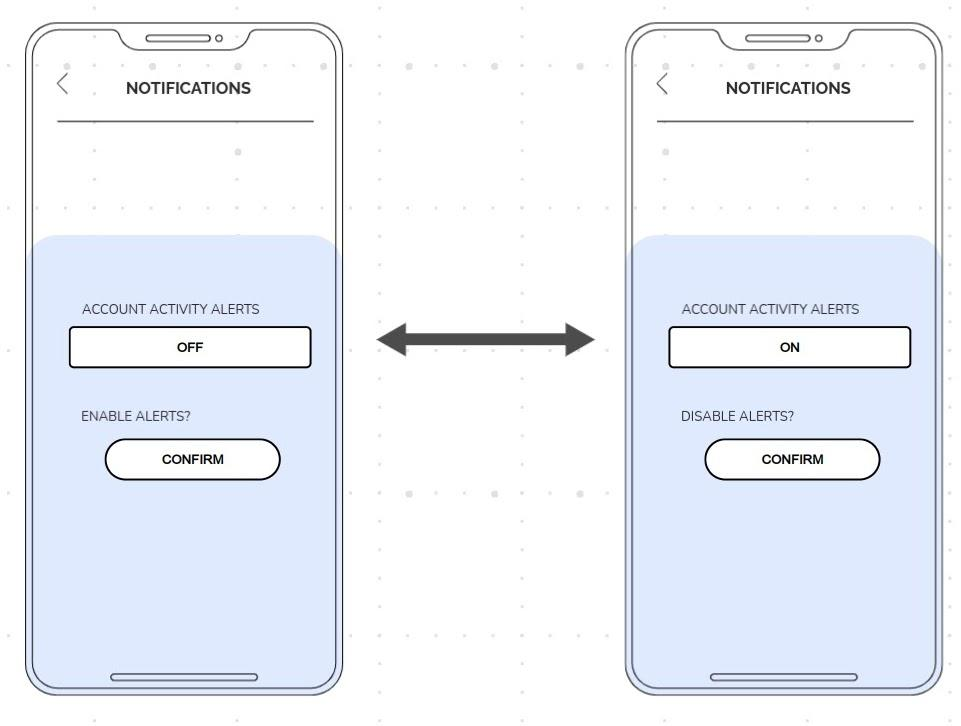 NOTIFICATIONS
ACCOUNT ACTIVITY ALERTS
OFF
ENABLE ALERTS?
CONFIRM
NOTIFICATIONS
ACCOUNT ACTIVITY ALERTS
ON
DISABLE ALERTS?
CONFIRM